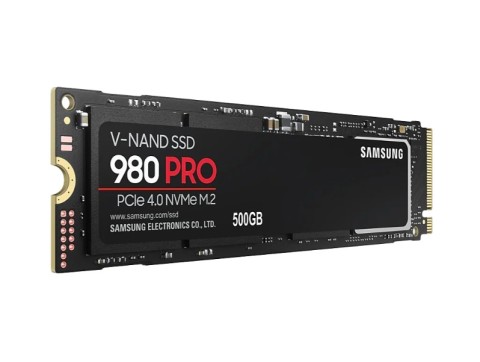 V-NAND SSD
980 PRO
PCIe 4.0 NVMe M.2
www.samsung.com/ssd
SAMSUNG ELECTRONICS CO., LTD.
500GB
SAMSUNG